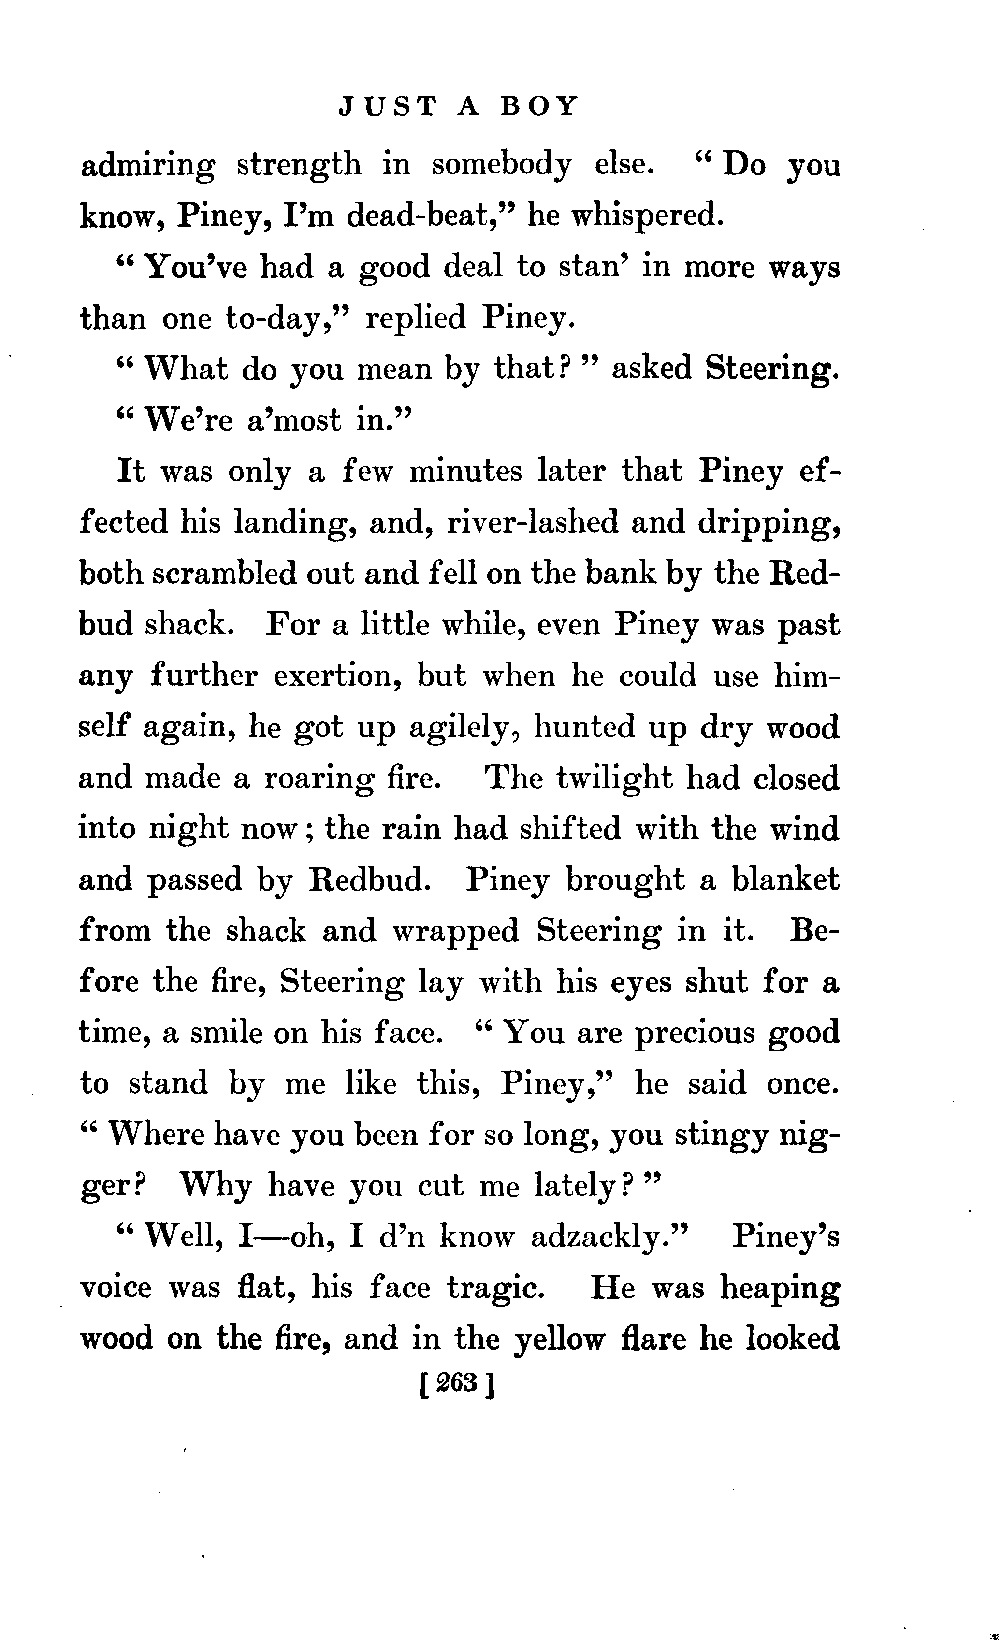 JUST A BOY
admiring strength in somebody else. “ Do you
know, Piney, I’m dead-beat,” he whispered.
“ You’ve had a good deal to stan’ in more ways
than one to-day,” replied Piney.
“ What do you mean by that? ” asked Steering.
“ We’re a’most in.”
It was only a few minutes later that Piney ef-
fected his landing, and, river-lashed and dripping,
both scrambled out and fell on the bank by the Red-
bud shack. For a little while, even Piney was past
any further exertion, but when he could use him-
self again, he got up agilely, hunted up dry wood
and made a roaring fire. The twilight had closed
into night now ; the rain had shifted with the wind
and passed by Redbud. Piney brought a blanket
from the shack and wrapped Steering in it. Be-
fore the fire, Steering lay with his eyes shut for a
time, a smile on his face. “ You are precious good
to stand by me like this, Piney,” he said once.
“ Where have you been for so long, you stingy nig-
ger? Why have you cut me lately? ”
“ Well, I—oh, I d’n know adzackly.” Piney’s
voice was flat, his face tragic. He was heaping
wood on the fire, and in the yellow flare he looked
[ 263 ]